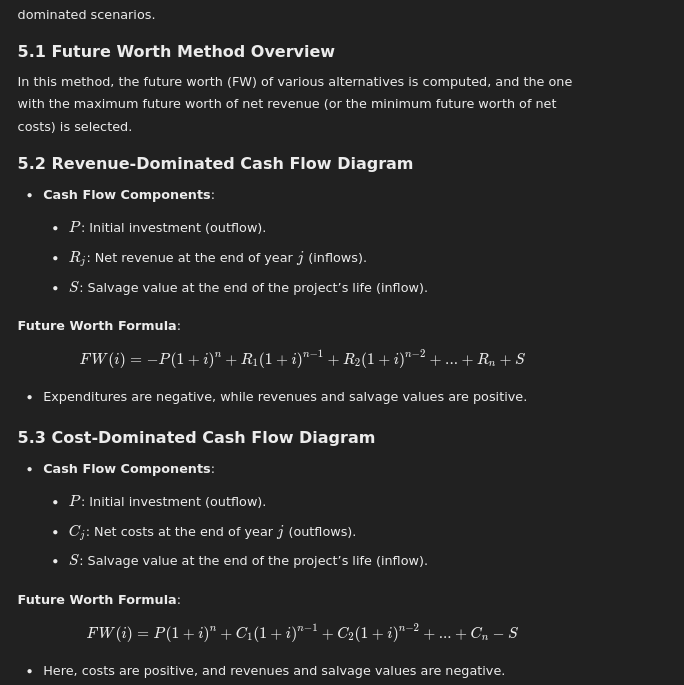 dominated scenarios.
5.1 Future Worth Method Overview
In this method, the future worth (FW) of various alternatives is computed, and the one
with the maximum future worth of net revenue (or the minimum future worth of net
costs) is selected.
5.2 Revenue-Dominated Cash Flow Diagram
• Cash Flow Components:
• P: Initial investment (outflow).
• R_j: Net revenue at the end of year j (inflows).
• S: Salvage value at the end of the project’s life (inflow).
Future Worth Formula:
FW(i) = −P(1 + i)^n + R_1(1 + i)^{n−1} + R_2(1 + i)^{n−2} + ... + R_n + S
• Expenditures are negative, while revenues and salvage values are positive.
5.3 Cost-Dominated Cash Flow Diagram
• Cash Flow Components:
• P: Initial investment (outflow).
• C_j: Net costs at the end of year j (outflows).
• S: Salvage value at the end of the project’s life (inflow).
Future Worth Formula:
FW(i) = P(1 + i)^n + C_1(1 + i)^{n−1} + C_2(1 + i)^{n−2} + ... + C_n − S
• Here, costs are positive, and revenues and salvage values are negative.